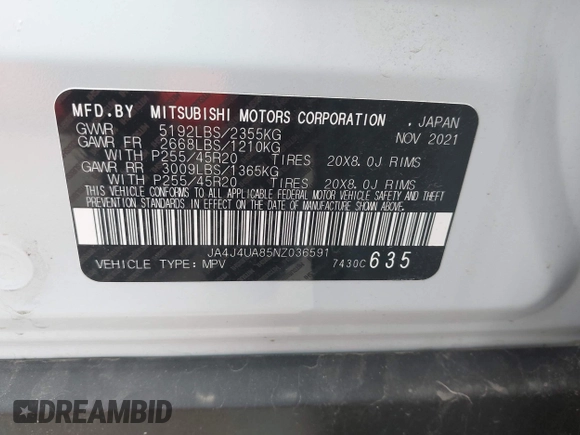 MFD.BY MITSUBISHI MOTORS CORPORATION . JAPAN
GVWR 5192LBS/2355KG NOV 2021
GAWR FR 2668LBS/1210KG
WITH P255/45R20 TIRES 20X8.0J RIMS
GAWR RR 3009LBS/1365KG
WITH P255/45R20 TIRES 20X8.0J RIMS
THIS VEHICLE CONFORMS TO ALL APPLICABLE FEDERAL MOTOR VEHICLE SAFETY AND THEFT
PREVENTION STANDARDS IN EFFECT ON THE DATE OF MANUFACTURE SHOWN ABOVE.
JA4J4UA85NZ036591
VEHICLE TYPE: MPV 7430C 635
DREAMBID